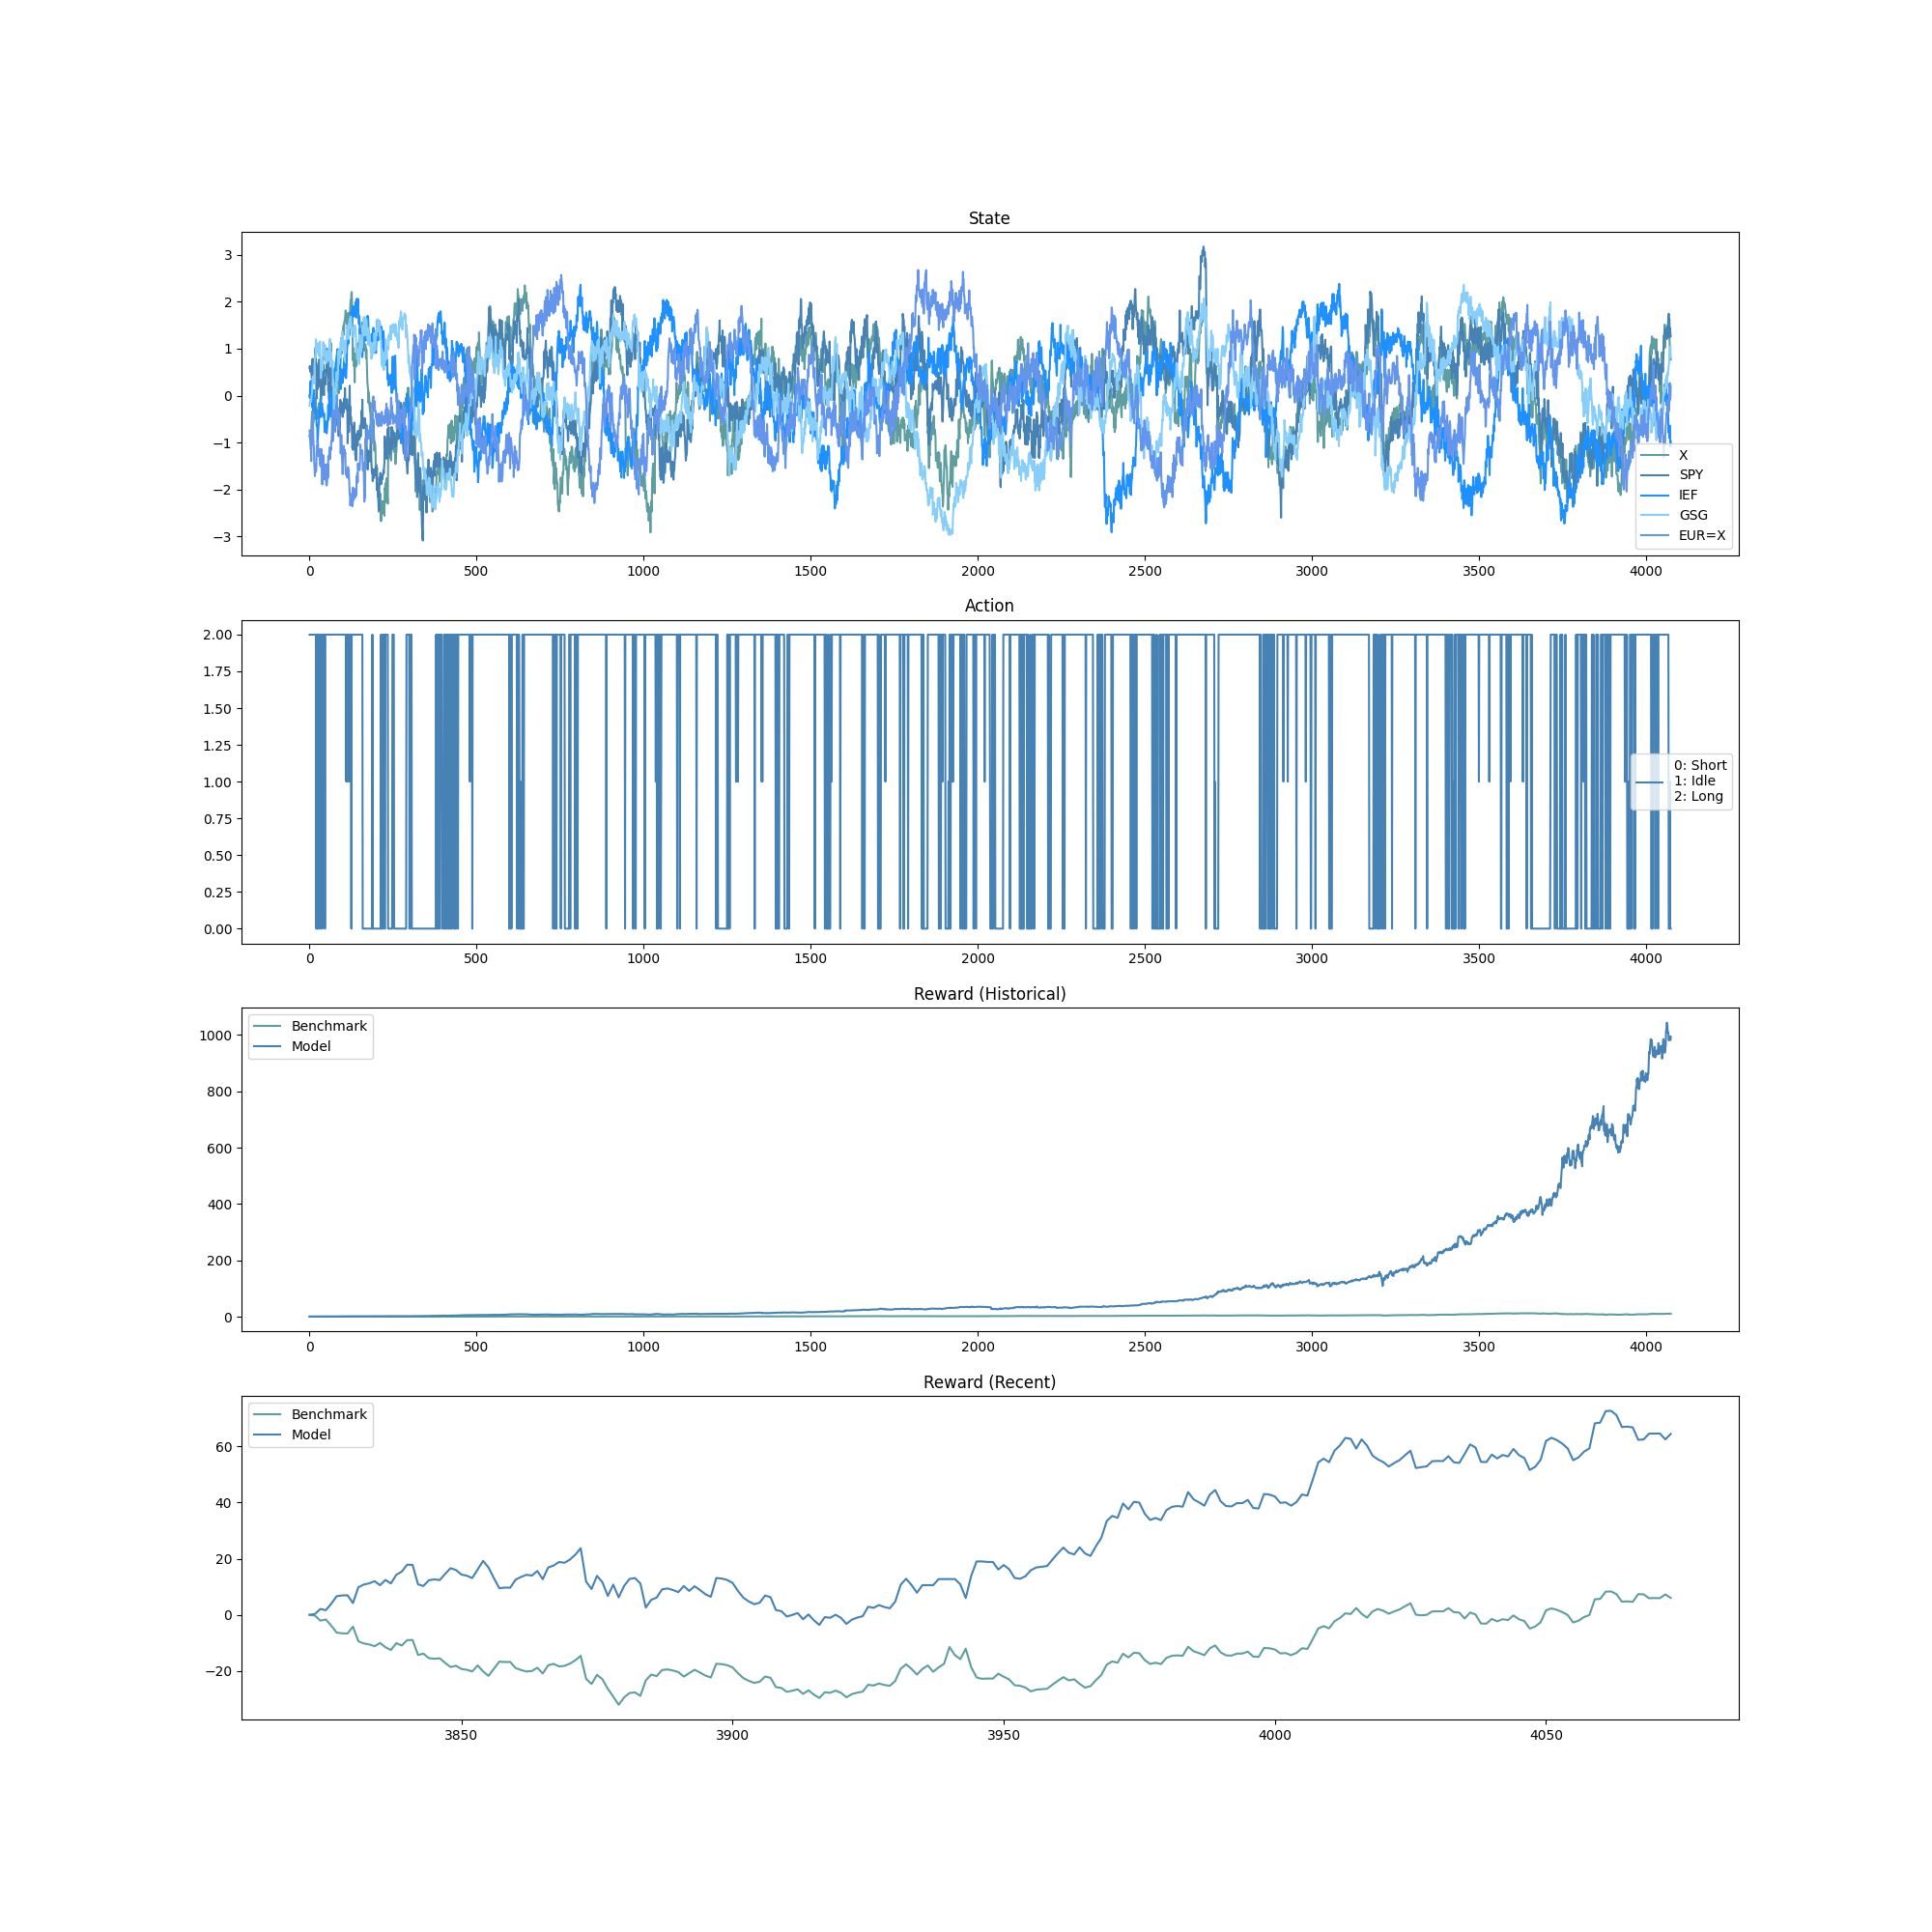 State
3
2
1
0
−1
−2
−3
X
SPY
IEF
GSG
EUR=X
0 500 1000 1500 2000 2500 3000 3500 4000
Action
2.00
1.75
1.50
1.25
1.00
0.75
0.50
0.25
0.00
0: Short
1: Idle
2: Long
0 500 1000 1500 2000 2500 3000 3500 4000
Reward (Historical)
Benchmark
Model
1000
800
600
400
200
0
0 500 1000 1500 2000 2500 3000 3500 4000
Reward (Recent)
Benchmark
Model
60
40
20
0
−20
3850 3900 3950 4000 4050